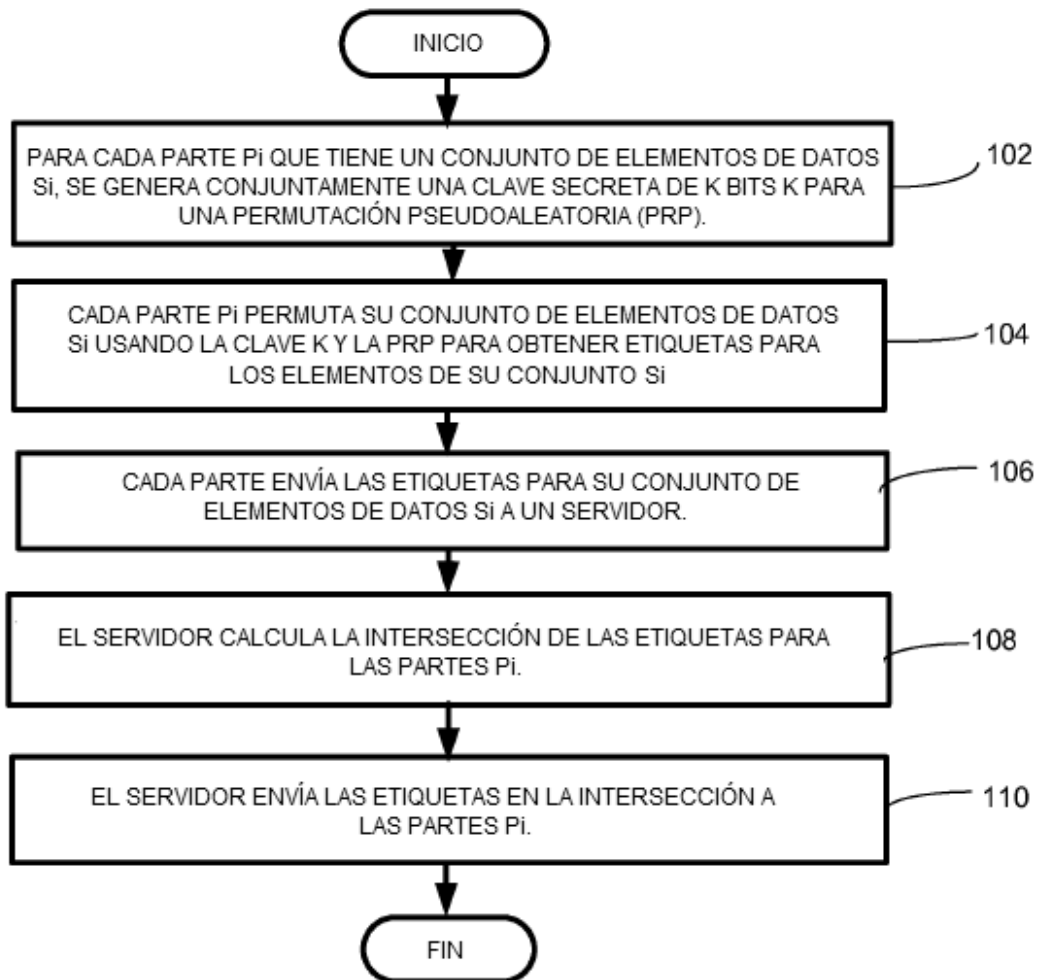 INICIO
PARA CADA PARTE Pi QUE TIENE UN CONJUNTO DE ELEMENTOS DE DATOS
Si, SE GENERA CONJUNTAMENTE UNA CLAVE SECRETA DE K BITS K PARA
UNA PERMUTACIÓN PSEUDOALEATORIA (PRP).
102
CADA PARTE Pi PERMUTA SU CONJUNTO DE ELEMENTOS DE DATOS
Si USANDO LA CLAVE K Y LA PRP PARA OBTENER ETIQUETAS PARA
LOS ELEMENTOS DE SU CONJUNTO Si
104
CADA PARTE ENVÍA LAS ETIQUETAS PARA SU CONJUNTO DE
ELEMENTOS DE DATOS Si A UN SERVIDOR.
106
EL SERVIDOR CALCULA LA INTERSECCIÓN DE LAS ETIQUETAS PARA
LAS PARTES Pi.
108
EL SERVIDOR ENVÍA LAS ETIQUETAS EN LA INTERSECCIÓN A
LAS PARTES Pi.
110
FIN